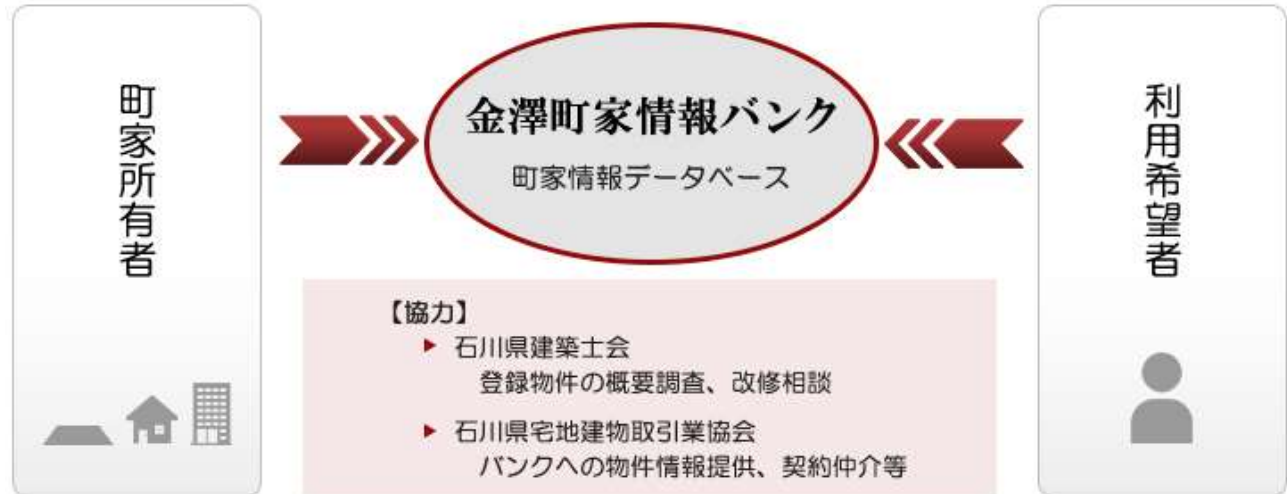 町家所有者
金澤町家情報バンク
町家情報データベース
利用希望者
【協力】
▶ 石川県建築士会
登録物件の概要調査、改修相談
▶ 石川県宅地建物取引業協会
バンクへの物件情報提供、契約仲介等